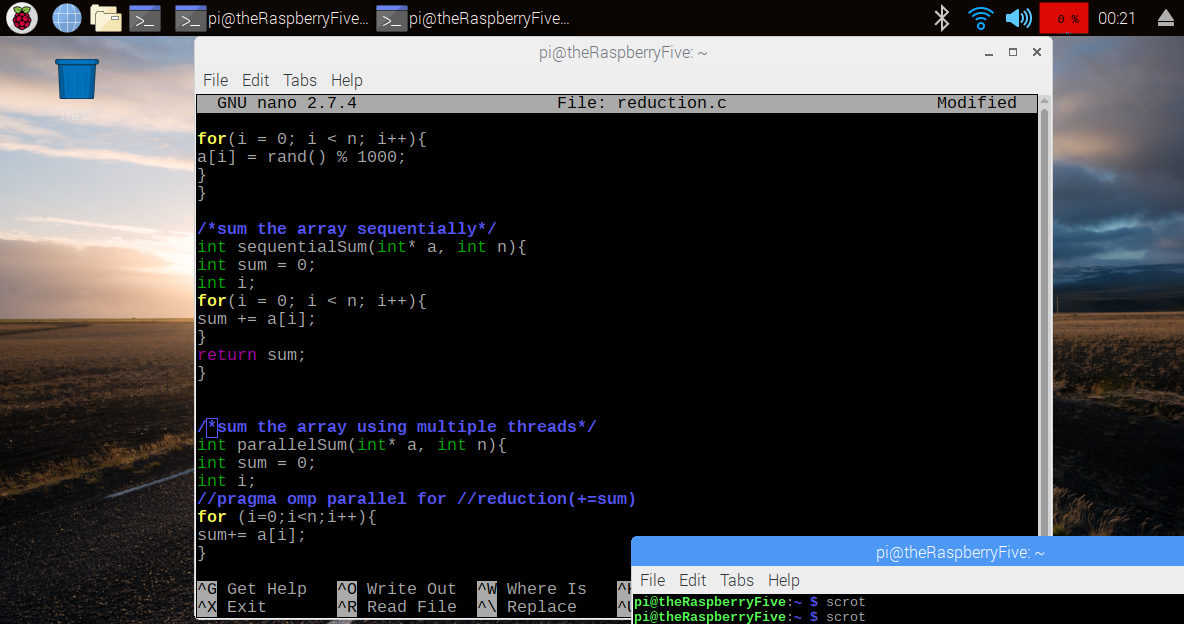 pi@theRaspberryFive... pi@theRaspberryFive... 0 % 00:21
pi@theRaspberryFive: ~
File Edit Tabs Help
GNU nano 2.7.4 File: reduction.c Modified
for(i = 0; i < n; i++){
a[i] = rand() % 1000;
}
}
/*sum the array sequentially*/
int sequentialSum(int* a, int n){
int sum = 0;
int i;
for(i = 0; i < n; i++){
sum += a[i];
}
return sum;
}
/*sum the array using multiple threads*/
int parallelSum(int* a, int n){
int sum = 0;
int i;
//pragma omp parallel for //reduction(+=sum)
for (i=0;i<n;i++){
sum+= a[i];
}
^G Get Help ^O Write Out ^W Where Is
^X Exit ^R Read File ^\ Replace
pi@theRaspberryFive: ~
File Edit Tabs Help
pi@theRaspberryFive:~ $ scrot
pi@theRaspberryFive:~ $ scrot